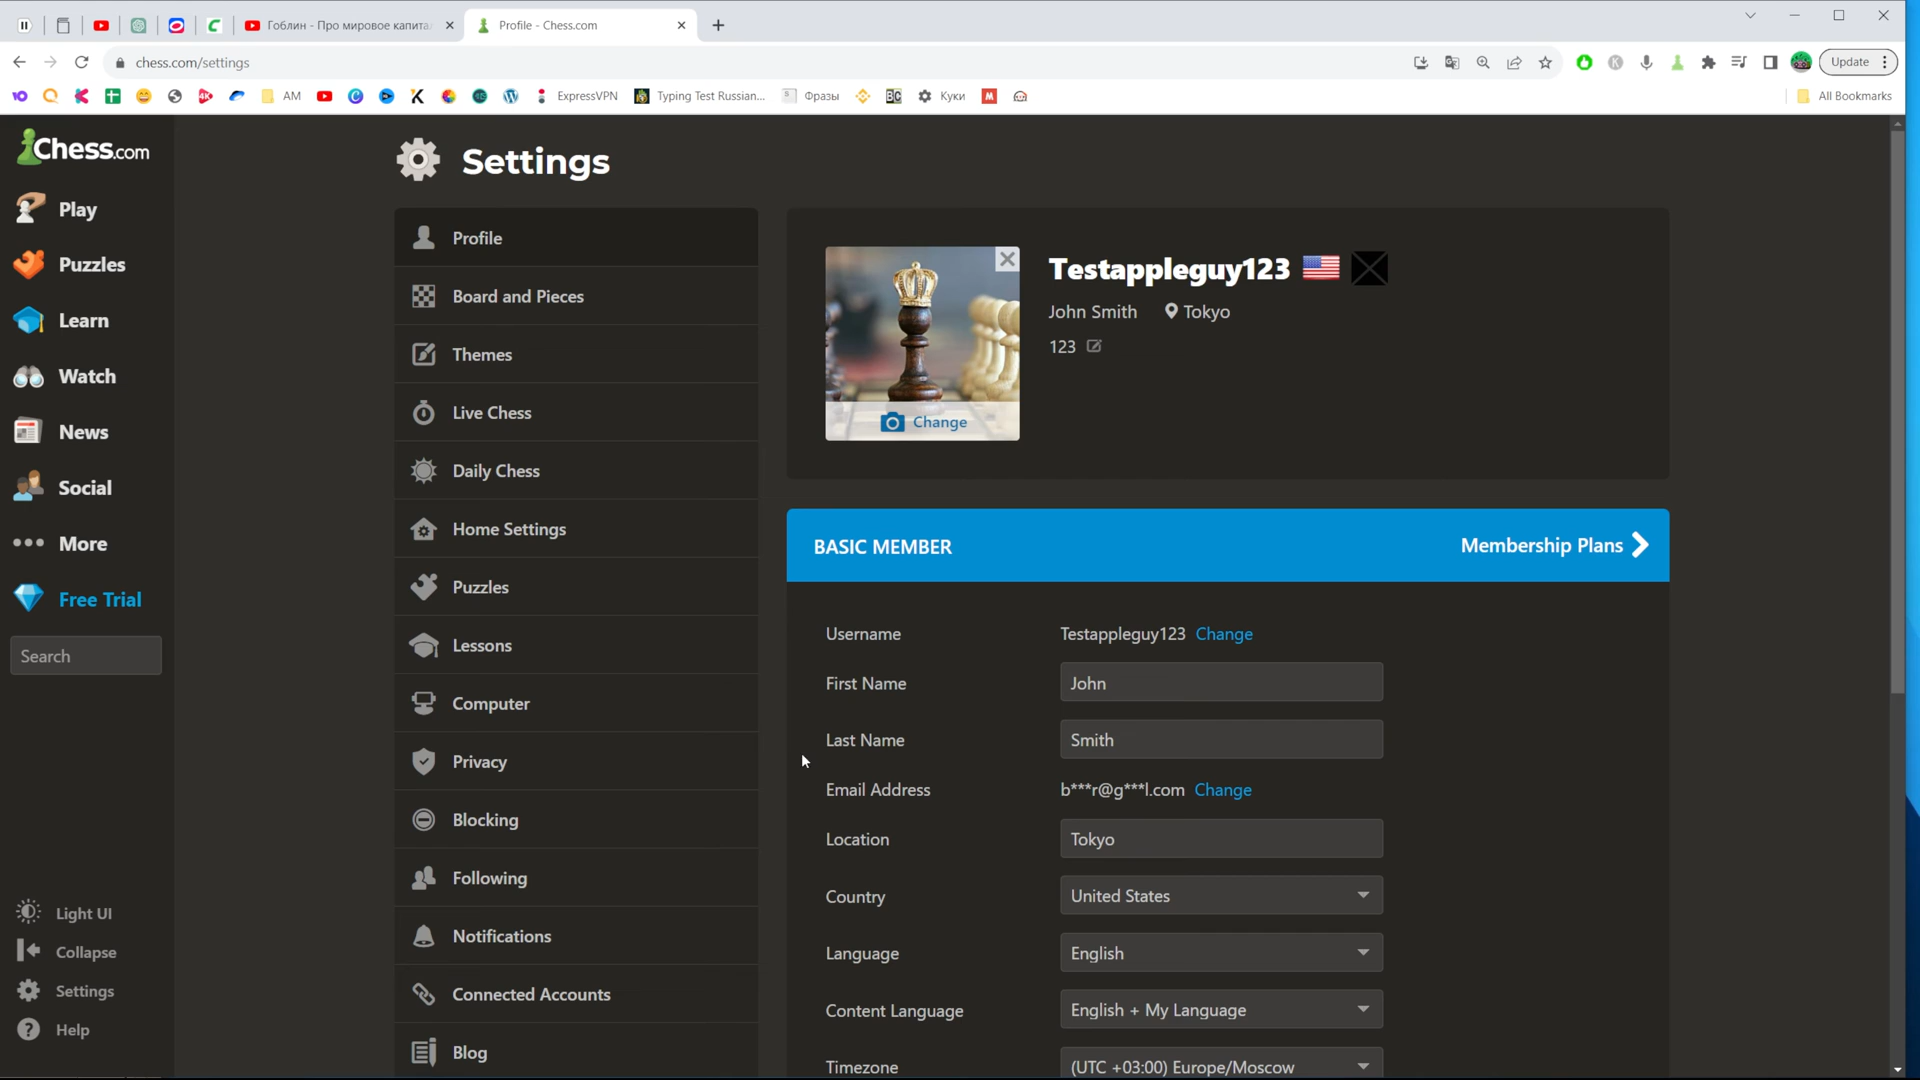 Гоблин - Про мировое капита
Profile - Chess.com
chess.com/settings
Update
AM
ExpressVPN
Typing Test Russian...
Фразы
BC
Куки
All Bookmarks
Chess.com
Play
Puzzles
Learn
Watch
News
Social
More
Free Trial
Search
Light UI
Collapse
Settings
Help
Settings
Profile
Board and Pieces
Themes
Live Chess
Daily Chess
Home Settings
Puzzles
Lessons
Computer
Privacy
Blocking
Following
Notifications
Connected Accounts
Blog
Change
Testappleguy123
John Smith Tokyo
123
BASIC MEMBER Membership Plans
Username Testappleguy123 Change
First Name John
Last Name Smith
Email Address b***r@g***l.com Change
Location Tokyo
Country United States
Language English
Content Language English + My Language
Timezone (UTC +03:00) Europe/Moscow